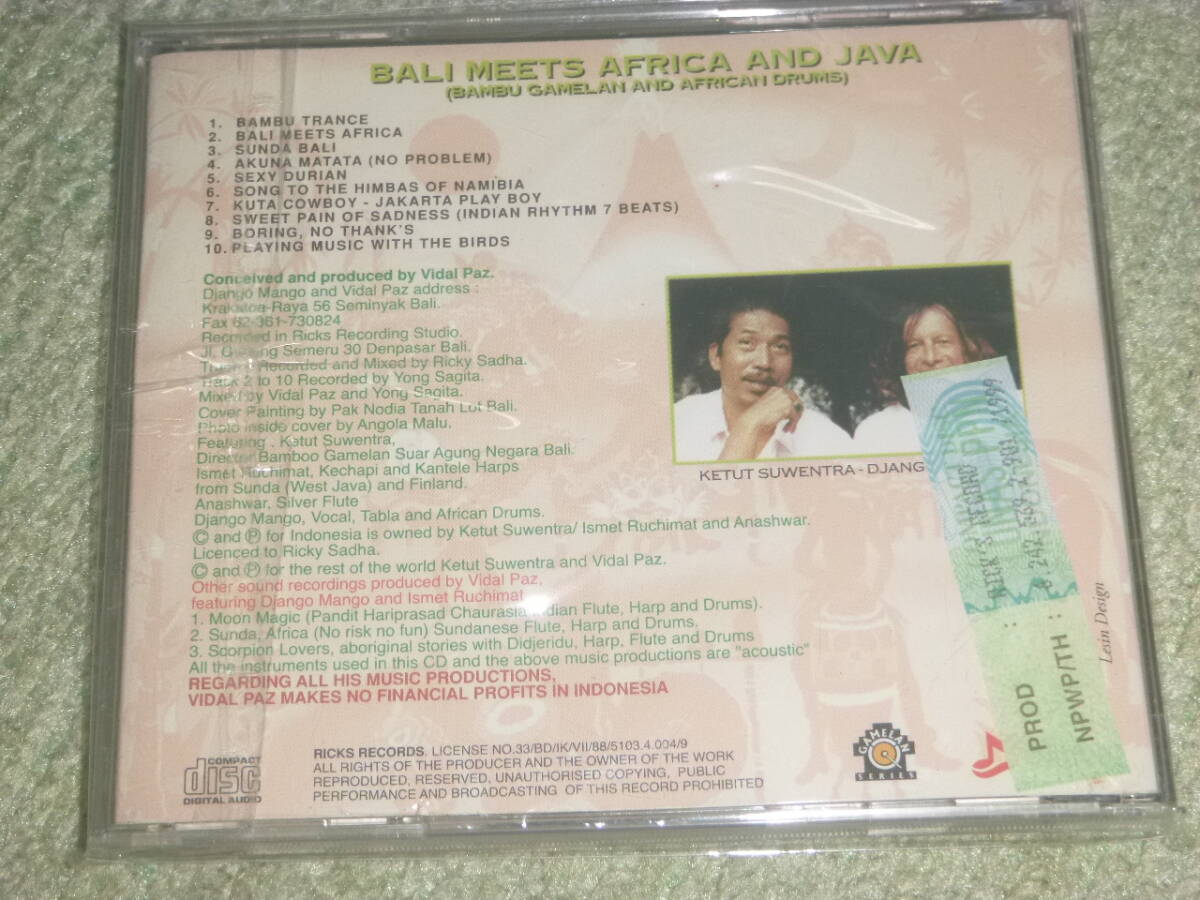 BALI MEETS AFRICA AND JAVA
(BAMBU GAMELAN AND AFRICAN DRUMS)
1. BAMBU TRANCE
2. BALI MEETS AFRICA
3. SUNDA BALI
4. AKUNA MATATA (NO PROBLEM)
5. SEXY DURIAN
6. SONG TO THE HIMBAS OF NAMIBIA
7. KUTA COWBOY - JAKARTA PLAY BOY
8. SWEET PAIN OF SADNESS (INDIAN RHYTHM 7 BEATS)
9. BORING, NO THANK'S
10. PLAYING MUSIC WITH THE BIRDS
Conceived and produced by Vidal Paz.
Django Mango and Vidal Paz address :
Krakatoa Raya 56 Seminyak Bali.
Fax 62-361-730824
Recorded in Ricks Recording Studio.
Jl. Semeru 30 Denpasar Bali.
Recorded and Mixed by Ricky Sadha.
Track 2 to 10 Recorded by Yong Sagita.
Mixed by Vidal Paz and Yong Sagita.
Cover Painting by Pak Nodia Tanah Lot Bali.
Photo inside cover by Angola Malu.
Featuring . Ketut Suwentra,
Director Bamboo Gamelan Suar Agung Negara Bali.
Ismet Ruchimat, Kechapi and Kantele Harps
from Sunda (West Java) and Finland.
Anashwar, Silver Flute
Django Mango, Vocal, Tabla and African Drums.
© and ℗ for Indonesia is owned by Ketut Suwentra/ Ismet Ruchimat and Anashwar.
Licenced to Ricky Sadha.
© and ℗ for the rest of the world Ketut Suwentra and Vidal Paz.
Other sound recordings produced by Vidal Paz,
featuring Django Mango and Ismet Ruchimat
1. Moon Magic (Pandit Hariprasad Chaurasia Indian Flute, Harp and Drums).
2. Sunda, Africa (No risk no fun) Sundanese Flute, Harp and Drums.
3. Scorpion Lovers, aboriginal stories with Didjeridu, Harp, Flute and Drums
All the instruments used in this CD and the above music productions are "acoustic"
REGARDING ALL HIS MUSIC PRODUCTIONS,
VIDAL PAZ MAKES NO FINANCIAL PROFITS IN INDONESIA
KETUT SUWENTRA - DJANG
COMPACT
disc
DIGITAL AUDIO
RICKS RECORDS. LICENSE NO.33/BD/IK/VII/88/5103.4.004/9
ALL RIGHTS OF THE PRODUCER AND THE OWNER OF THE WORK
REPRODUCED, RESERVED, UNAUTHORISED COPYING, PUBLIC
PERFORMANCE AND BROADCASTING OF THIS RECORD PROHIBITED
GAMELAN
SERIES
PROD : RICK'S RECORD
NPWP/TH :
Lesin Design